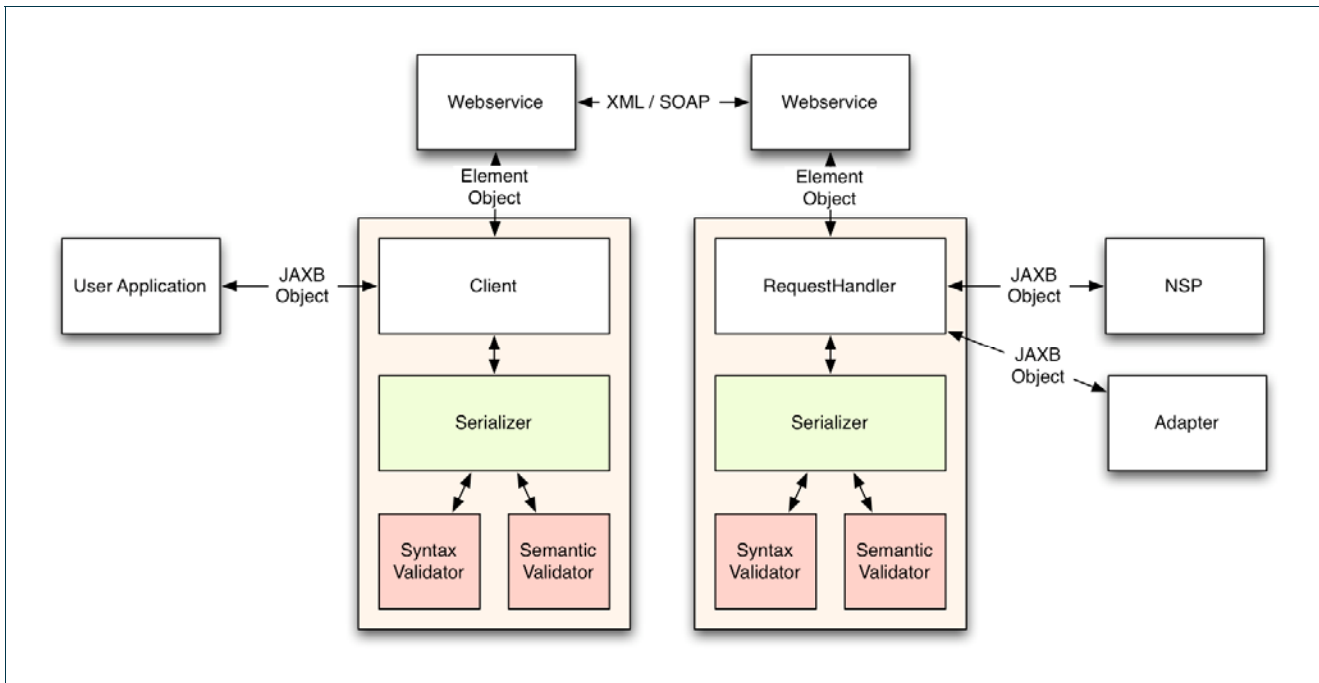 Webservice
XML / SOAP
Webservice
Element
Object
Element
Object
User Application
JAXB
Object
Client
RequestHandler
JAXB
Object
NSP
JAXB
Object
Serializer
Serializer
Adapter
Syntax
Validator
Semantic
Validator
Syntax
Validator
Semantic
Validator